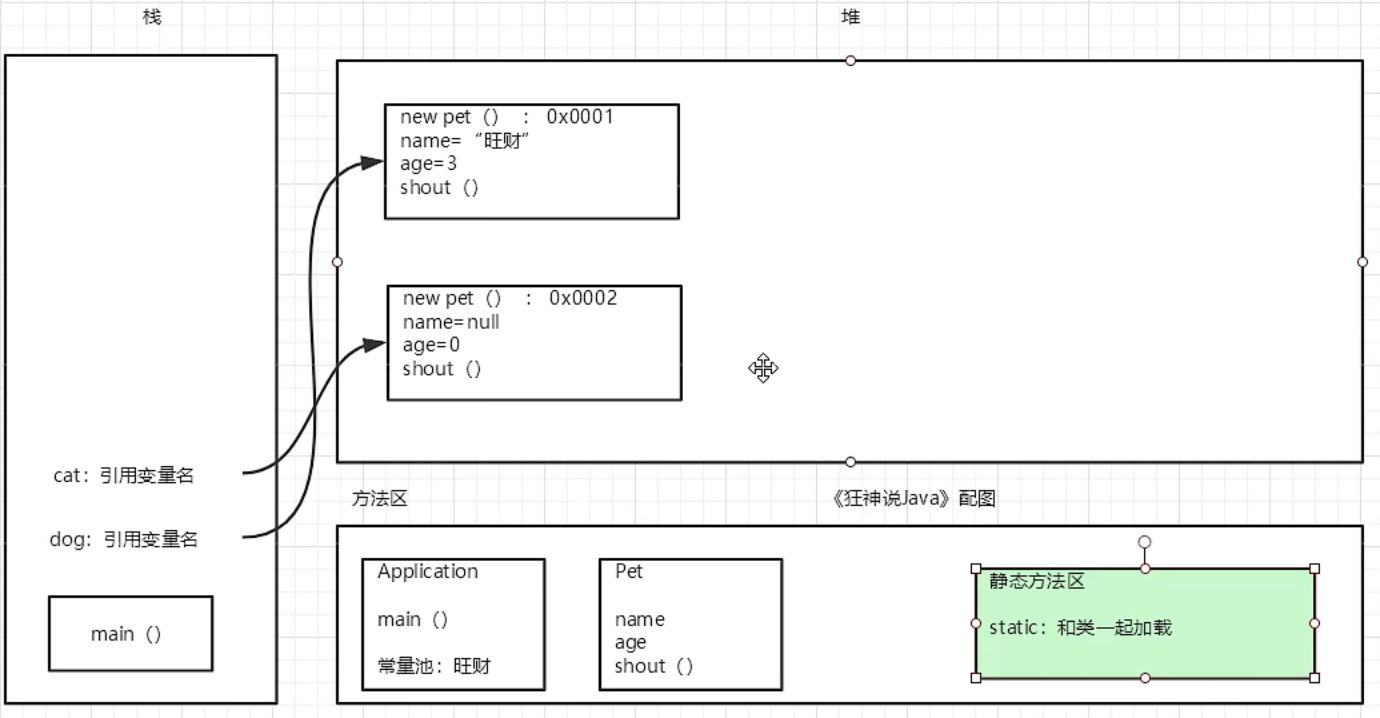 栈
堆
new pet（） ： 0x0001
name= “旺财”
age=3
shout（）
new pet（） ： 0x0002
name=null
age=0
shout（）
cat：引用变量名
dog：引用变量名
main（）
方法区
《狂神说Java》配图
Application
main（）
常量池：旺财
Pet
name
age
shout（）
静态方法区
static：和类一起加载